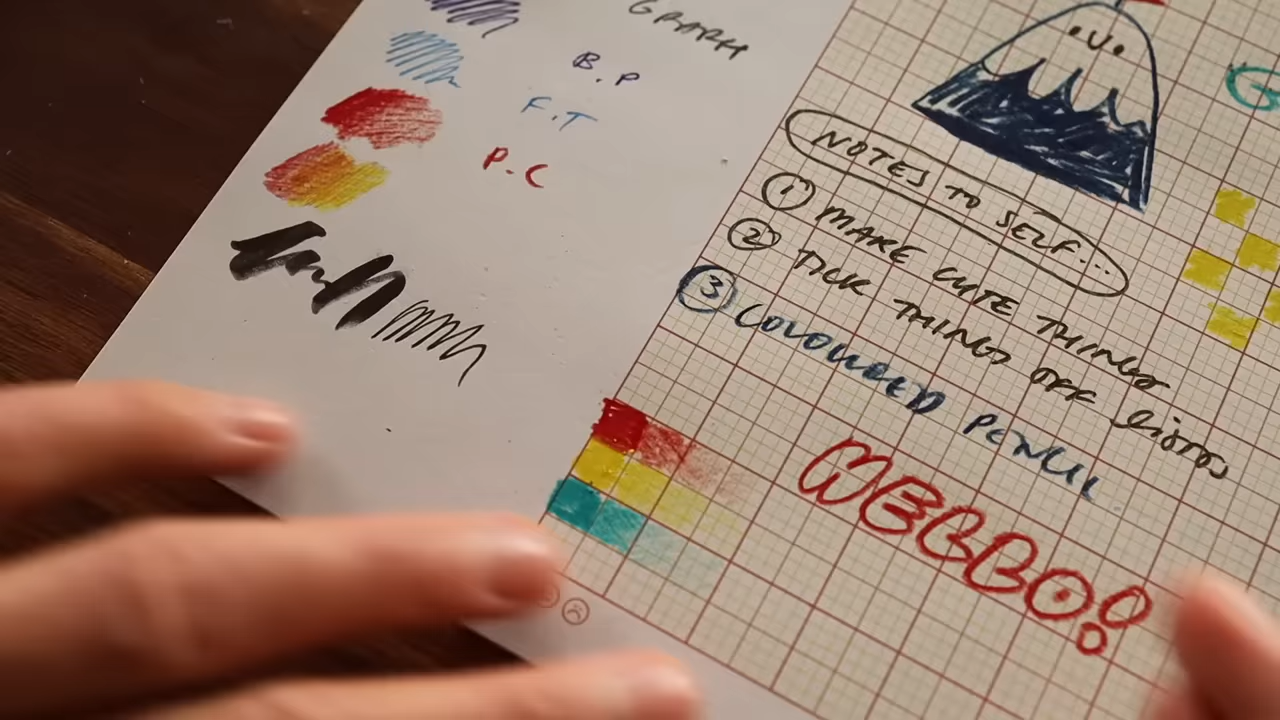 GRAPH
B.P
F.T
P.C
NOTES TO SELF...
1 MAKE CUTE THINGS
2 TICK THINGS OFF LISTS
3 COLOURED PENCIL
HELLO!